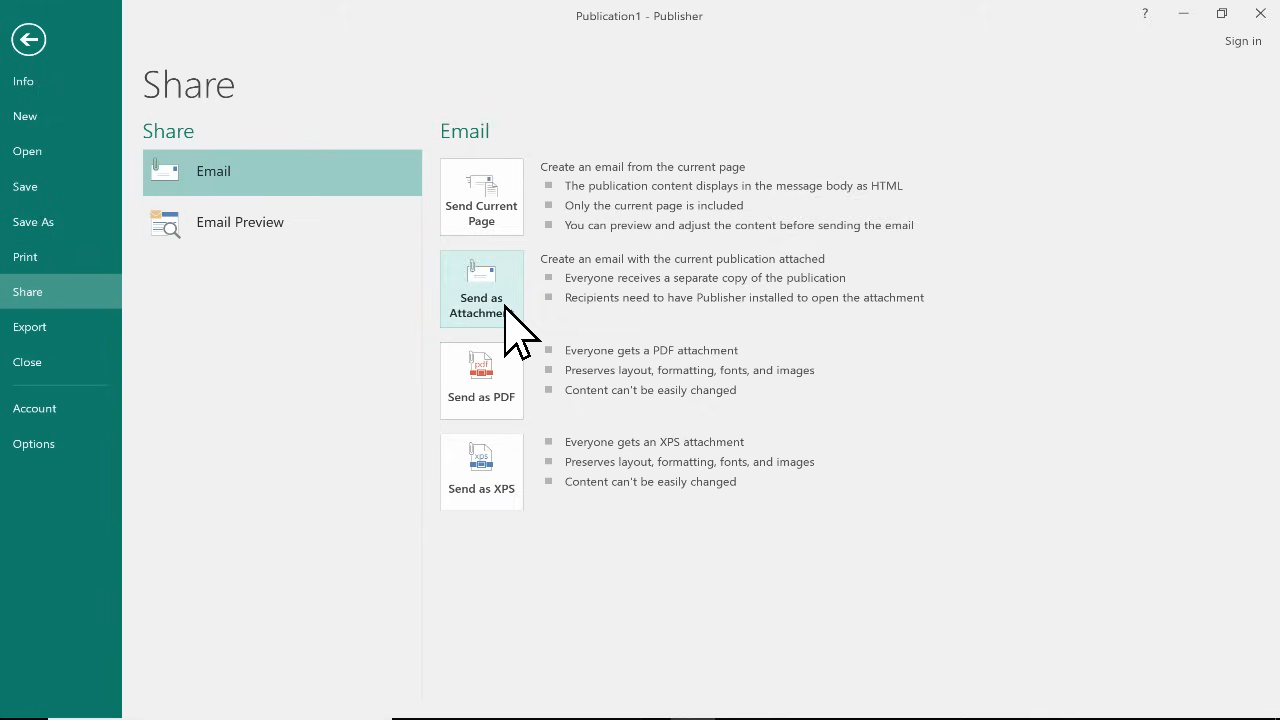 Publication1 - Publisher
?
Sign in
Info
New
Open
Save
Save As
Print
Share
Export
Close
Account
Options
Share
Share
Email
Email Preview
Email
Send Current
Page
Create an email from the current page
The publication content displays in the message body as HTML
Only the current page is included
You can preview and adjust the content before sending the email
Send as
Create an email with the current publication attached
Everyone receives a separate copy of the publication
Recipients need to have Publisher installed to open the attachment
pdf
Send as PDF
Everyone gets a PDF attachment
Preserves layout, formatting, fonts, and images
Content can't be easily changed
xps
Send as XPS
Everyone gets an XPS attachment
Preserves layout, formatting, fonts, and images
Content can't be easily changed